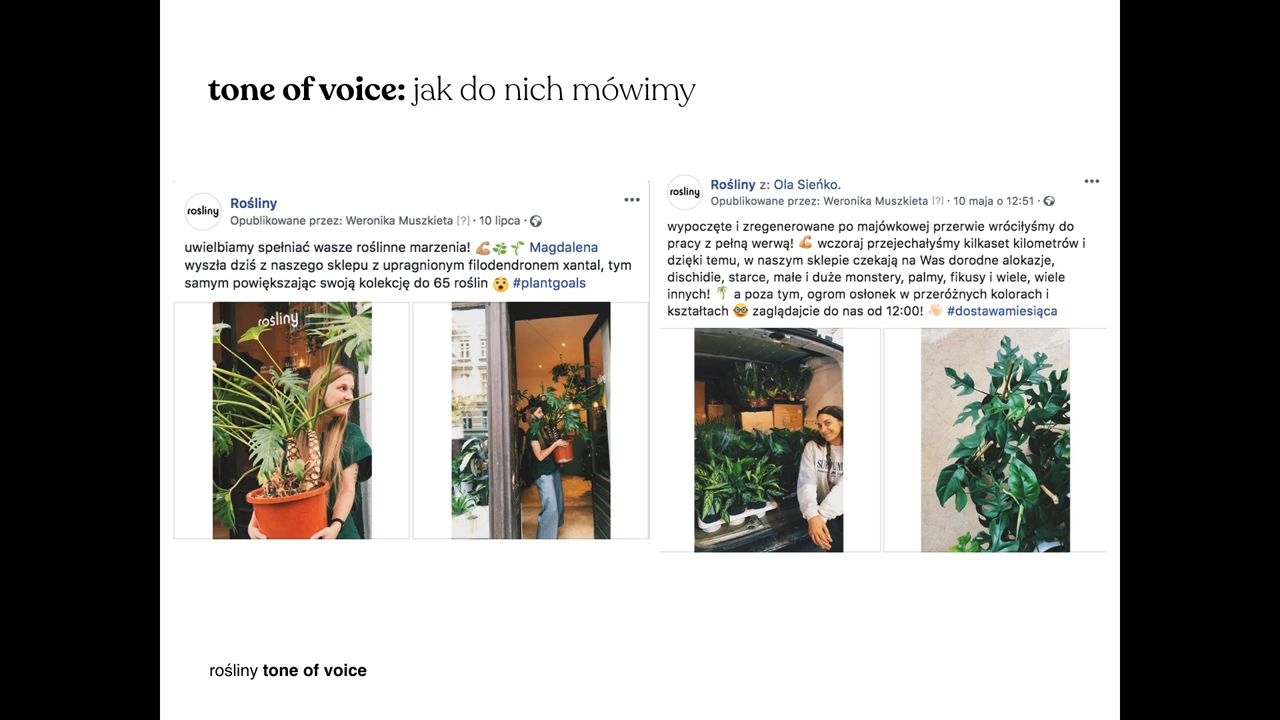 tone of voice: jak do nich mówimy
rośliny
Rośliny
Opublikowane przez: Weronika Muszkieta [?] · 10 lipca ·
uwielbiamy spełniać wasze roślinne marzenia! 💪🏼🌿🌱 Magdalena
wyszła dziś z naszego sklepu z upragnionym filodendronem xantal, tym
samym powiększając swoją kolekcję do 65 roślin 😵 #plantgoals
rośliny
rośliny
Rośliny z: Ola Sieńko.
Opublikowane przez: Weronika Muszkieta [?] · 10 maja o 12:51 ·
wypoczęte i zregenerowane po majówkowej przerwie wróciłyśmy do
pracy z pełną werwą! 💪🏼 wczoraj przejechałyśmy kilkaset kilometrów i
dzięki temu, w naszym sklepie czekają na Was dorodne alokazje,
dischidie, starce, małe i duże monstery, palmy, fikusy i wiele, wiele
innych! 🌴 a poza tym, ogrom osłonek w przeróżnych kolorach i
kształtach 🤓 zaglądajcie do nas od 12:00! 👋🏻 #dostawamiesiąca
rośliny tone of voice